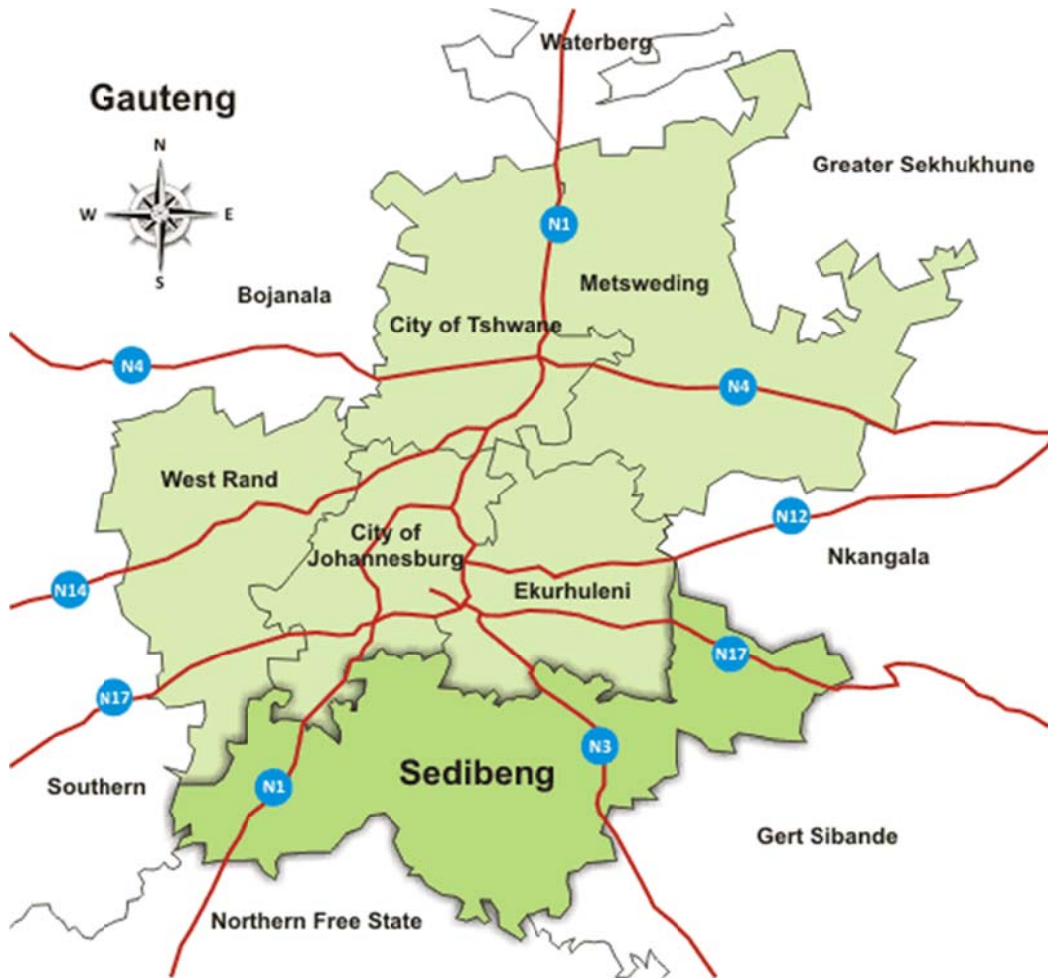 Waterberg
Gauteng
N
W
E
S
Greater Sekhukhune
N1
Metsweding
Bojanala
City of Tshwane
N4
N4
West Rand
N12
City of
Johannesburg
Nkangala
N14
Ekurhuleni
N17
N17
N3
Southern
N1
Sedibeng
Gert Sibande
Northern Free State